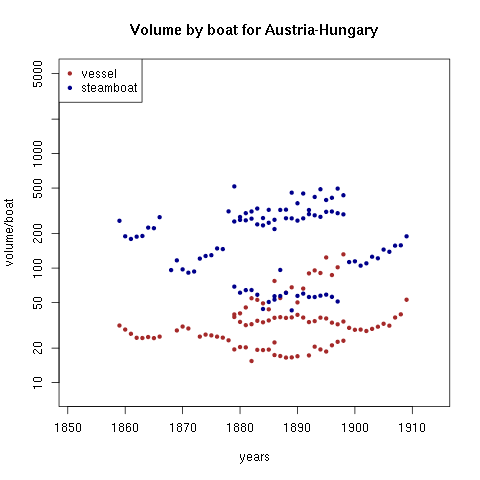 Volume by boat for Austria-Hungary
vessel
steamboat
volume/boat
5000
1000
500
200
100
50
20
10
1850 1860 1870 1880 1890 1900 1910
years